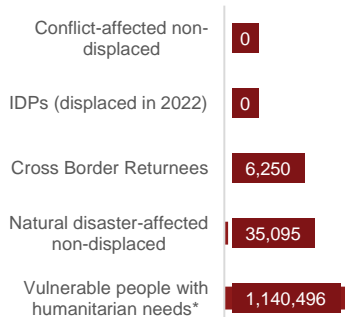 Conflict-affected non-
displaced
0
IDPs (displaced in 2022)
0
Cross Border Returnees
6,250
Natural disaster-affected
non-displaced
35,095
Vulnerable people with
humanitarian needs*
1,140,496